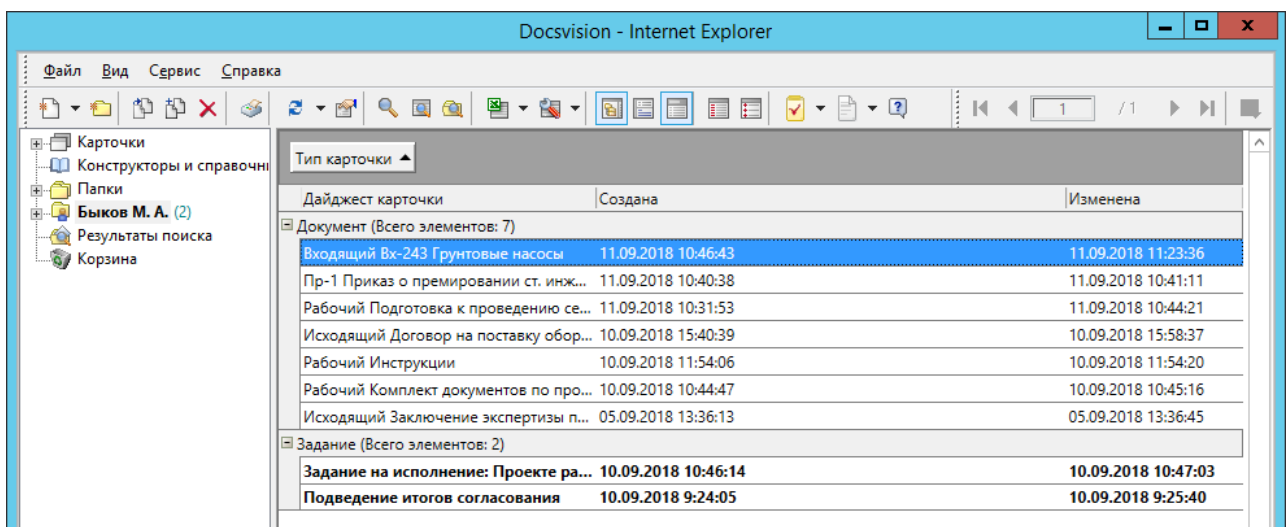 Docsvision - Internet Explorer
Файл Вид Сервис Справка
1 / 1
Карточки
Конструкторы и справочни
Папки
Быков М. А. (2)
Результаты поиска
Корзина
Тип карточки
Дайджест карточки Создана Изменена
Документ (Всего элементов: 7)
Входящий Вх-243 Грунтовые насосы 11.09.2018 10:46:43 11.09.2018 11:23:36
Пр-1 Приказ о премировании ст. инж... 11.09.2018 10:40:38 11.09.2018 10:41:11
Рабочий Подготовка к проведению се... 11.09.2018 10:31:53 11.09.2018 10:44:21
Исходящий Договор на поставку обор... 10.09.2018 15:40:39 10.09.2018 15:58:37
Рабочий Инструкции 10.09.2018 11:54:06 10.09.2018 11:54:20
Рабочий Комплект документов по про... 10.09.2018 10:44:47 10.09.2018 10:45:16
Исходящий Заключение экспертизы п... 05.09.2018 13:36:13 05.09.2018 13:36:45
Задание (Всего элементов: 2)
Задание на исполнение: Проекте ра... 10.09.2018 10:46:14 10.09.2018 10:47:03
Подведение итогов согласования 10.09.2018 9:24:05 10.09.2018 9:25:40